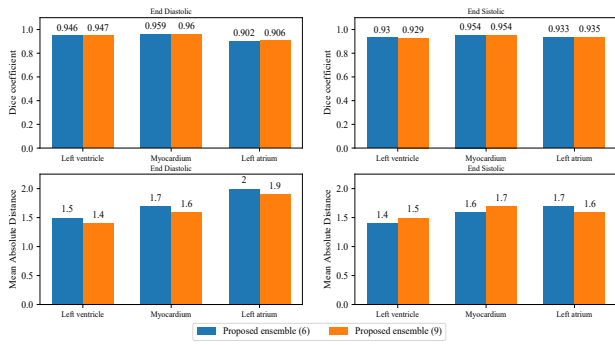 End Diastolic
End Sistolic
Dice coefficient
1.0
0.8
0.6
0.4
0.2
0.0
0.946 0.947
0.959 0.96
0.902 0.906
Left ventricle Myocardium Left atrium
Dice coefficient
1.0
0.8
0.6
0.4
0.2
0.0
0.93 0.929
0.954 0.954
0.933 0.935
Left ventricle Myocardium Left atrium
End Diastolic
End Sistolic
Mean Absolute Distance
2.0
1.5
1.0
0.5
0.0
1.5 1.4
1.7 1.6
2 1.9
Left ventricle Myocardium Left atrium
Mean Absolute Distance
2.0
1.5
1.0
0.5
0.0
1.4 1.5
1.6 1.7
1.7 1.6
Left ventricle Myocardium Left atrium
Proposed ensemble (6) Proposed ensemble (9)